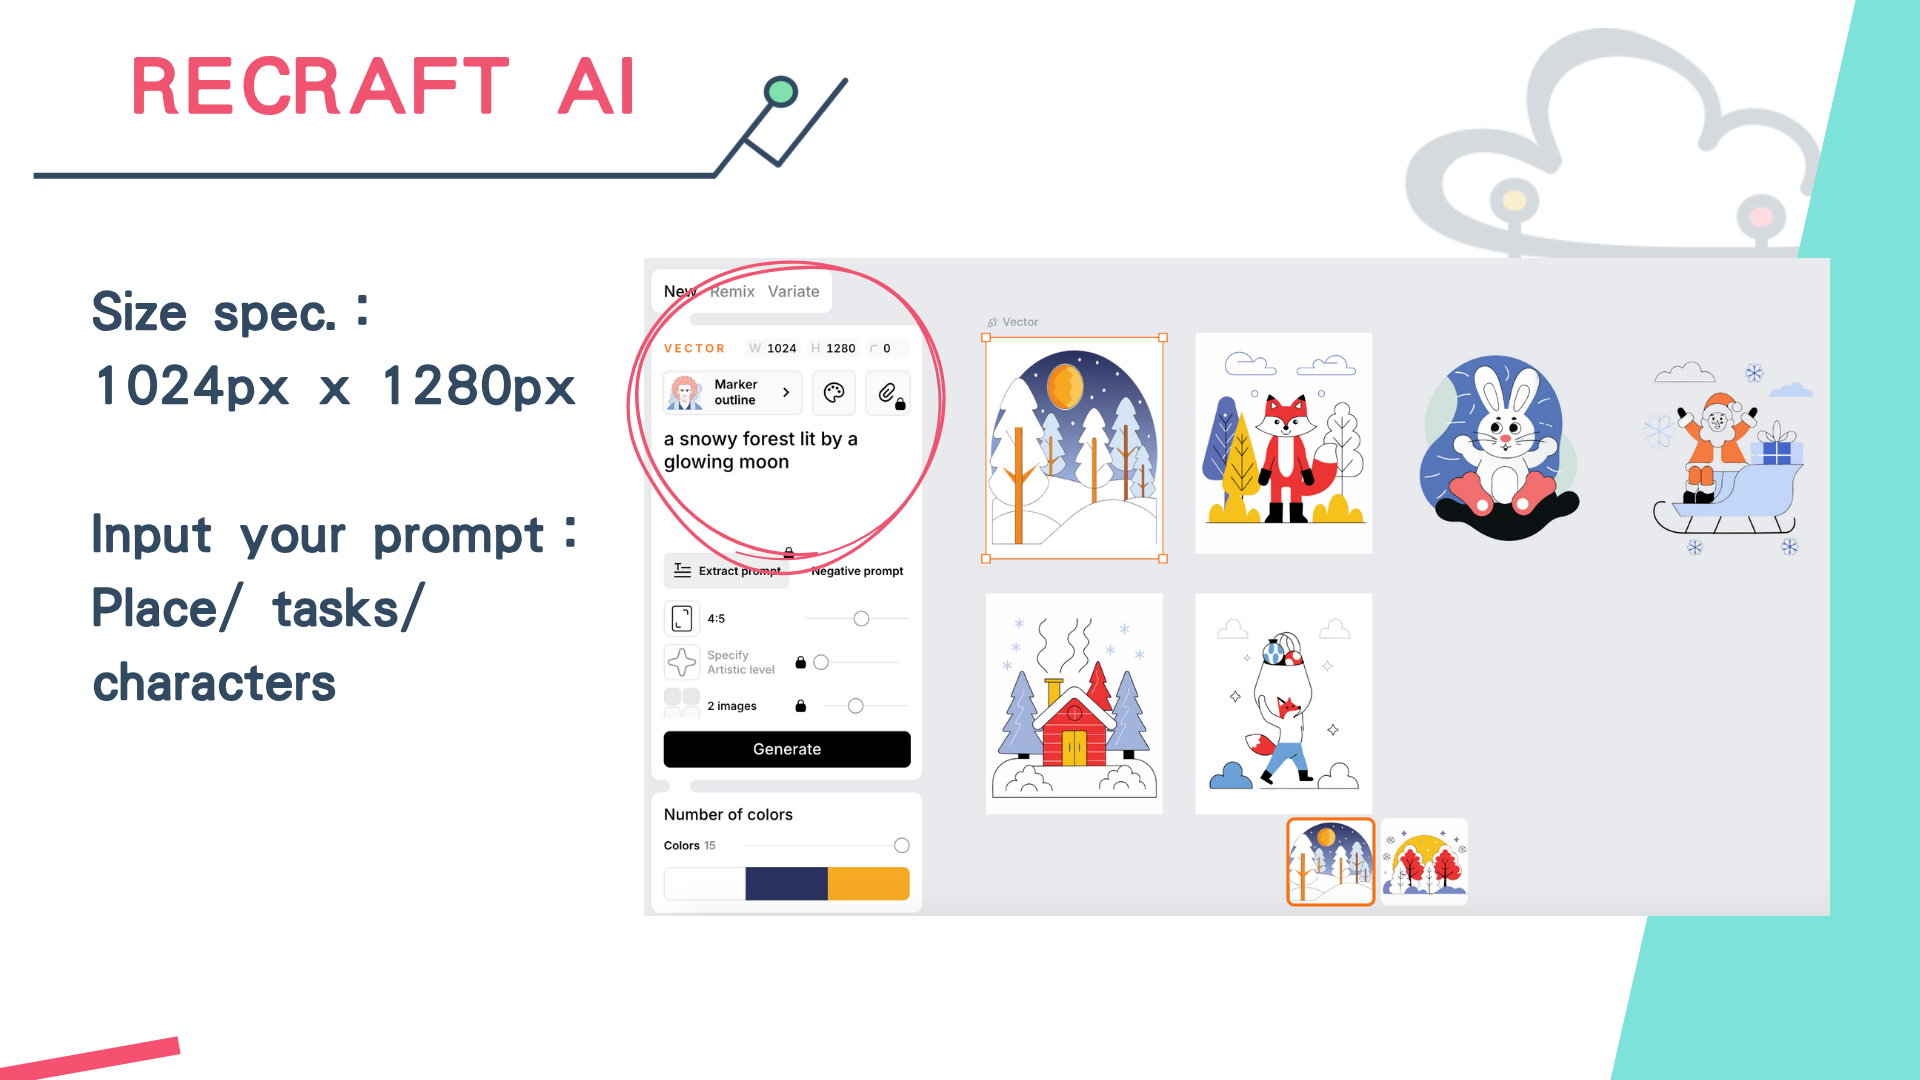 RECRAFT AI
Size spec.：
1024px x 1280px
Input your prompt：
Place/ tasks/
characters
New Remix Variate
VECTOR W 1024 H 1280 0
Marker
outline
a snowy forest lit by a
glowing moon
Extract prompt Negative prompt
4:5
Specify
Artistic level
2 images
Generate
Number of colors
Colors 15
Vector